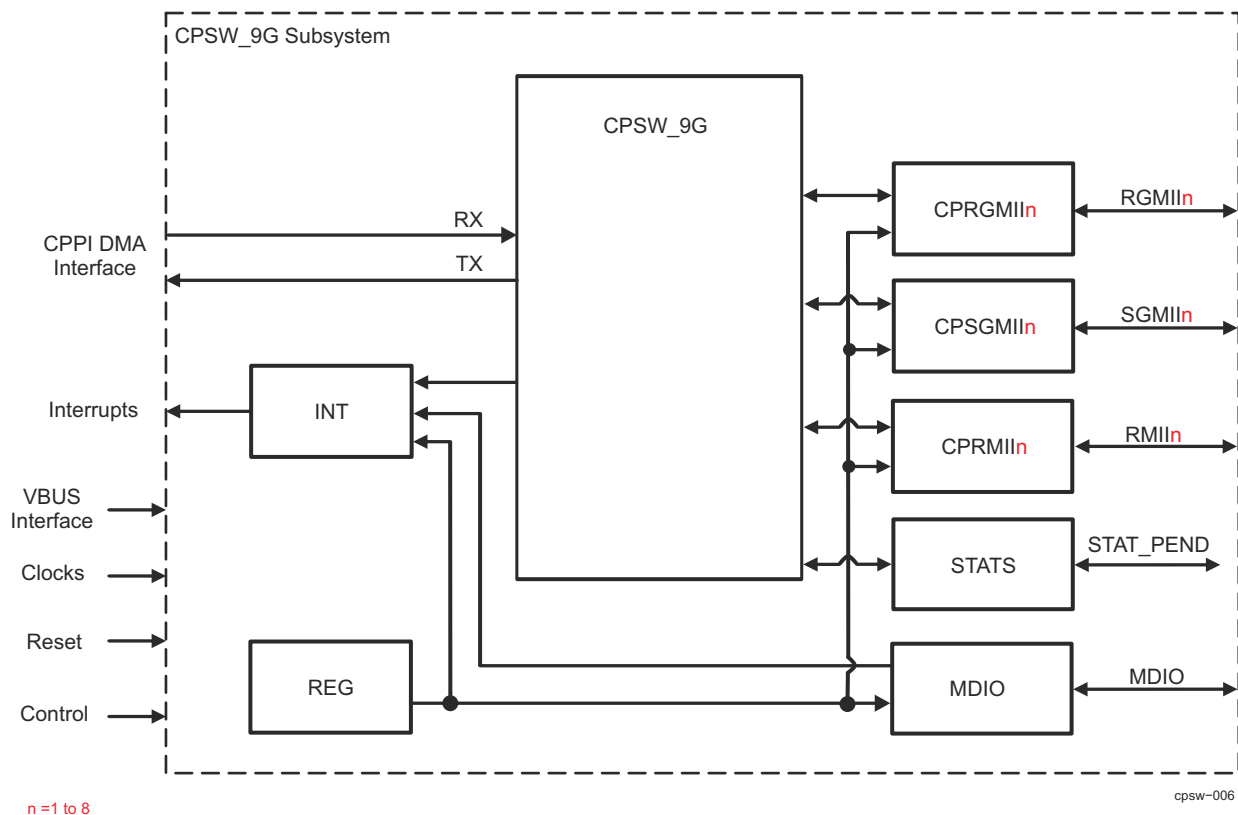 CPSW_9G Subsystem
CPSW_9G
CPPI DMA
Interface
RX
TX
CPRGMIIn
RGMIIn
CPSGMIIn
SGMIIn
Interrupts
INT
CPRMIIn
RMIIn
VBUS
Interface
Clocks
STATS
STAT_PEND
Reset
REG
MDIO
MDIO
Control
n =1 to 8
cpsw−006